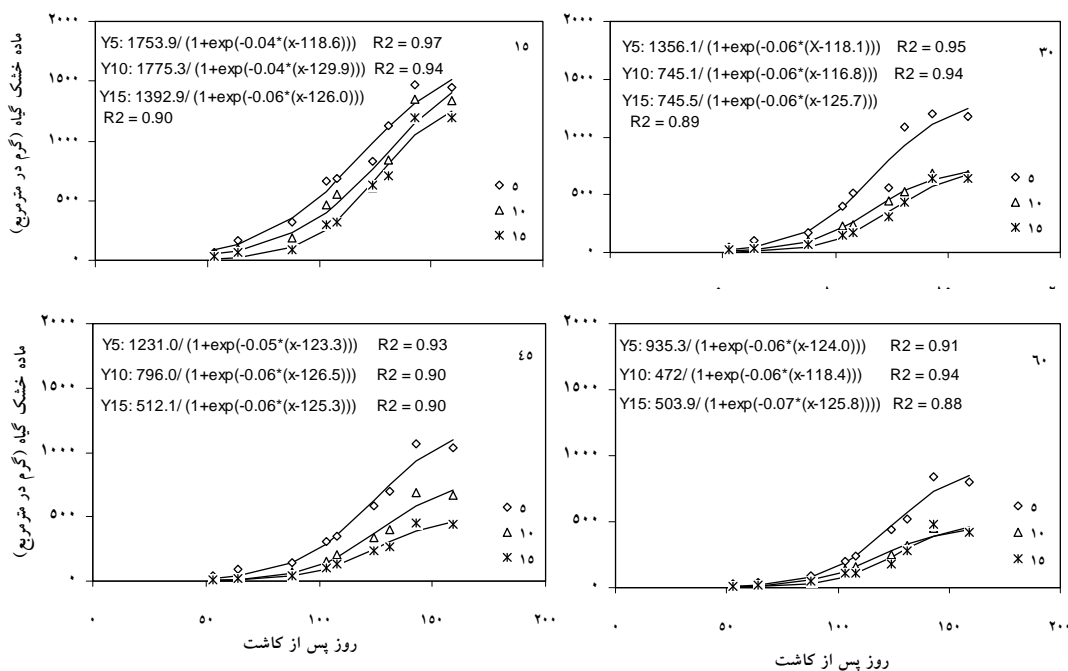 ماده خشک گیاه (گرم در مترمربع)
۲۰۰۰
۱۵۰۰
۱۰۰۰
۵۰۰
۰
Y5: 1753.9/ (1+exp(-0.04*(x-118.6))) R2 = 0.97
Y10: 1775.3/ (1+exp(-0.04*(x-129.9))) R2 = 0.94
Y15: 1392.9/ (1+exp(-0.06*(x-126.0)))
R2 = 0.90
۱۵
۵
۱۰
۱۵
۰ ۵۰ ۱۰۰ ۱۵۰ ۲۰۰
۲۰۰۰
۱۵۰۰
۱۰۰۰
۵۰۰
۰
Y5: 1356.1/ (1+exp(-0.06*(X-118.1))) R2 = 0.95
Y10: 745.1/ (1+exp(-0.06*(x-116.8))) R2 = 0.94
Y15: 745.5/ (1+exp(-0.06*(x-125.7)))
R2 = 0.89
۳۰
۵
۱۰
۱۵
ماده خشک گیاه (گرم در مترمربع)
۲۰۰۰
۱۵۰۰
۱۰۰۰
۵۰۰
۰
Y5: 1231.0/ (1+exp(-0.05*(x-123.3))) R2 = 0.93
Y10: 796.0/ (1+exp(-0.06*(x-126.5))) R2 = 0.90
Y15: 512.1/ (1+exp(-0.06*(x-125.3))) R2 = 0.90
٤٥
۵
۱۰
۱۵
۰ ۵۰ ۱۰۰ ۱۵۰ ۲۰۰
روز پس از کاشت
۲۰۰۰
۱۵۰۰
۱۰۰۰
۵۰۰
۰
Y5: 935.3/ (1+exp(-0.06*(x-124.0))) R2 = 0.91
Y10: 472/ (1+exp(-0.06*(x-118.4))) R2 = 0.94
Y15: 503.9/ (1+exp(-0.07*(x-125.8)))) R2 = 0.88
٦٠
۵
۱۰
۱۵
۰ ۵۰ ۱۰۰ ۱۵۰ ۲۰۰
روز پس از کاشت